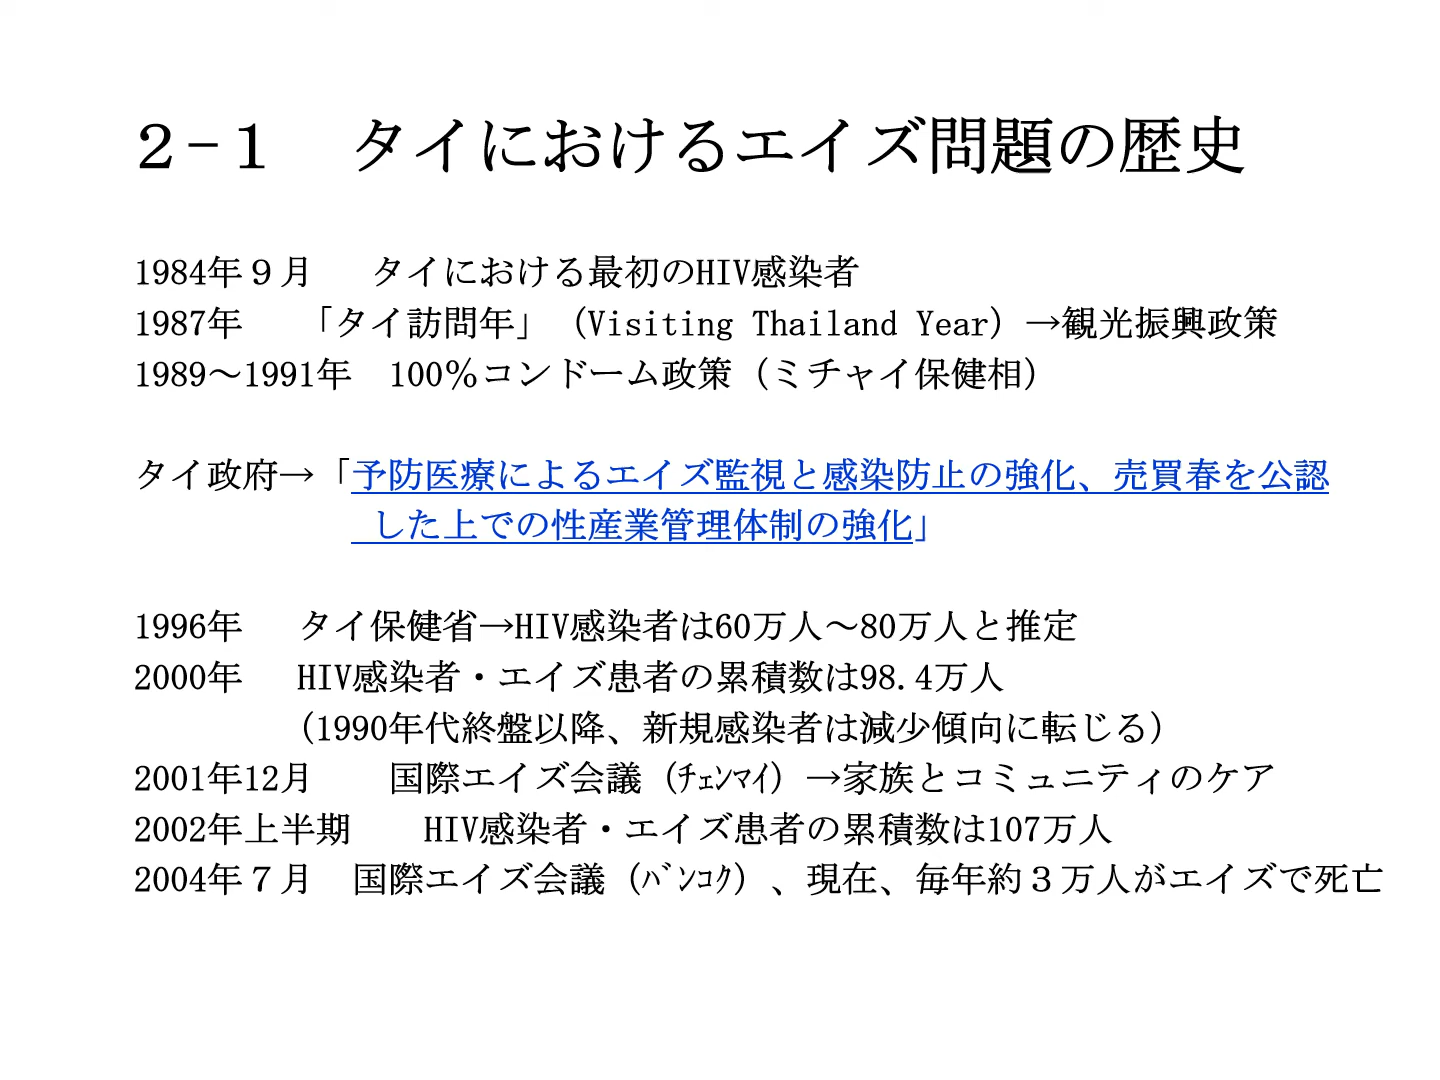 ２－１　タイにおけるエイズ問題の歴史
1984年９月　 タイにおける最初のHIV感染者
1987年　 「タイ訪問年」（Visiting Thailand Year）→観光振興政策
1989～1991年　100％コンドーム政策（ミチャイ保健相）
タイ政府→「予防医療によるエイズ監視と感染防止の強化、売買春を公認
した上での性産業管理体制の強化」
1996年　 タイ保健省→HIV感染者は60万人～80万人と推定
2000年　 HIV感染者・エイズ患者の累積数は98.4万人
（1990年代終盤以降、新規感染者は減少傾向に転じる）
2001年12月　　国際エイズ会議（ﾁｪﾝﾏｲ）→家族とコミュニティのケア
2002年上半期　　HIV感染者・エイズ患者の累積数は107万人
2004年７月　国際エイズ会議（ﾊﾞﾝｺｸ）、現在、毎年約３万人がエイズで死亡